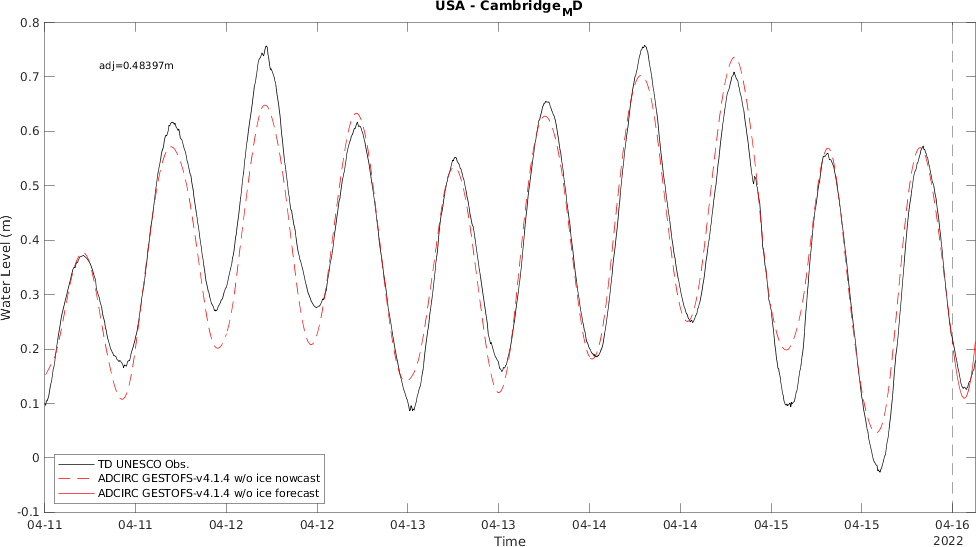 USA - Cambridge_MD
0.8
0.7
0.6
0.5
0.4
0.3
0.2
0.1
0
-0.1
Water Level (m)
adj=0.48397m
TD UNESCO Obs.
ADCIRC GESTOFS-v4.1.4 w/o ice nowcast
ADCIRC GESTOFS-v4.1.4 w/o ice forecast
04-11 04-11 04-12 04-12 04-13 04-13 04-14 04-14 04-15 04-15 04-16
Time
2022